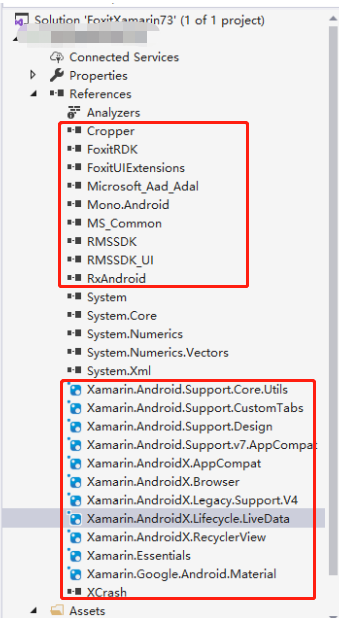 Solution 'FoxitXamarin73' (1 of 1 project)
Connected Services
Properties
References
Analyzers
Cropper
FoxitRDK
FoxitUIExtensions
Microsoft_Aad_Adal
Mono.Android
MS_Common
RMSSDK
RMSSDK_UI
RxAndroid
System
System.Core
System.Numerics
System.Numerics.Vectors
System.Xml
Xamarin.Android.Support.Core.Utils
Xamarin.Android.Support.CustomTabs
Xamarin.Android.Support.Design
Xamarin.Android.Support.v7.AppCompat
Xamarin.AndroidX.AppCompat
Xamarin.AndroidX.Browser
Xamarin.AndroidX.Legacy.Support.V4
Xamarin.AndroidX.Lifecycle.LiveData
Xamarin.AndroidX.RecyclerView
Xamarin.Essentials
Xamarin.Google.Android.Material
XCrash
Assets